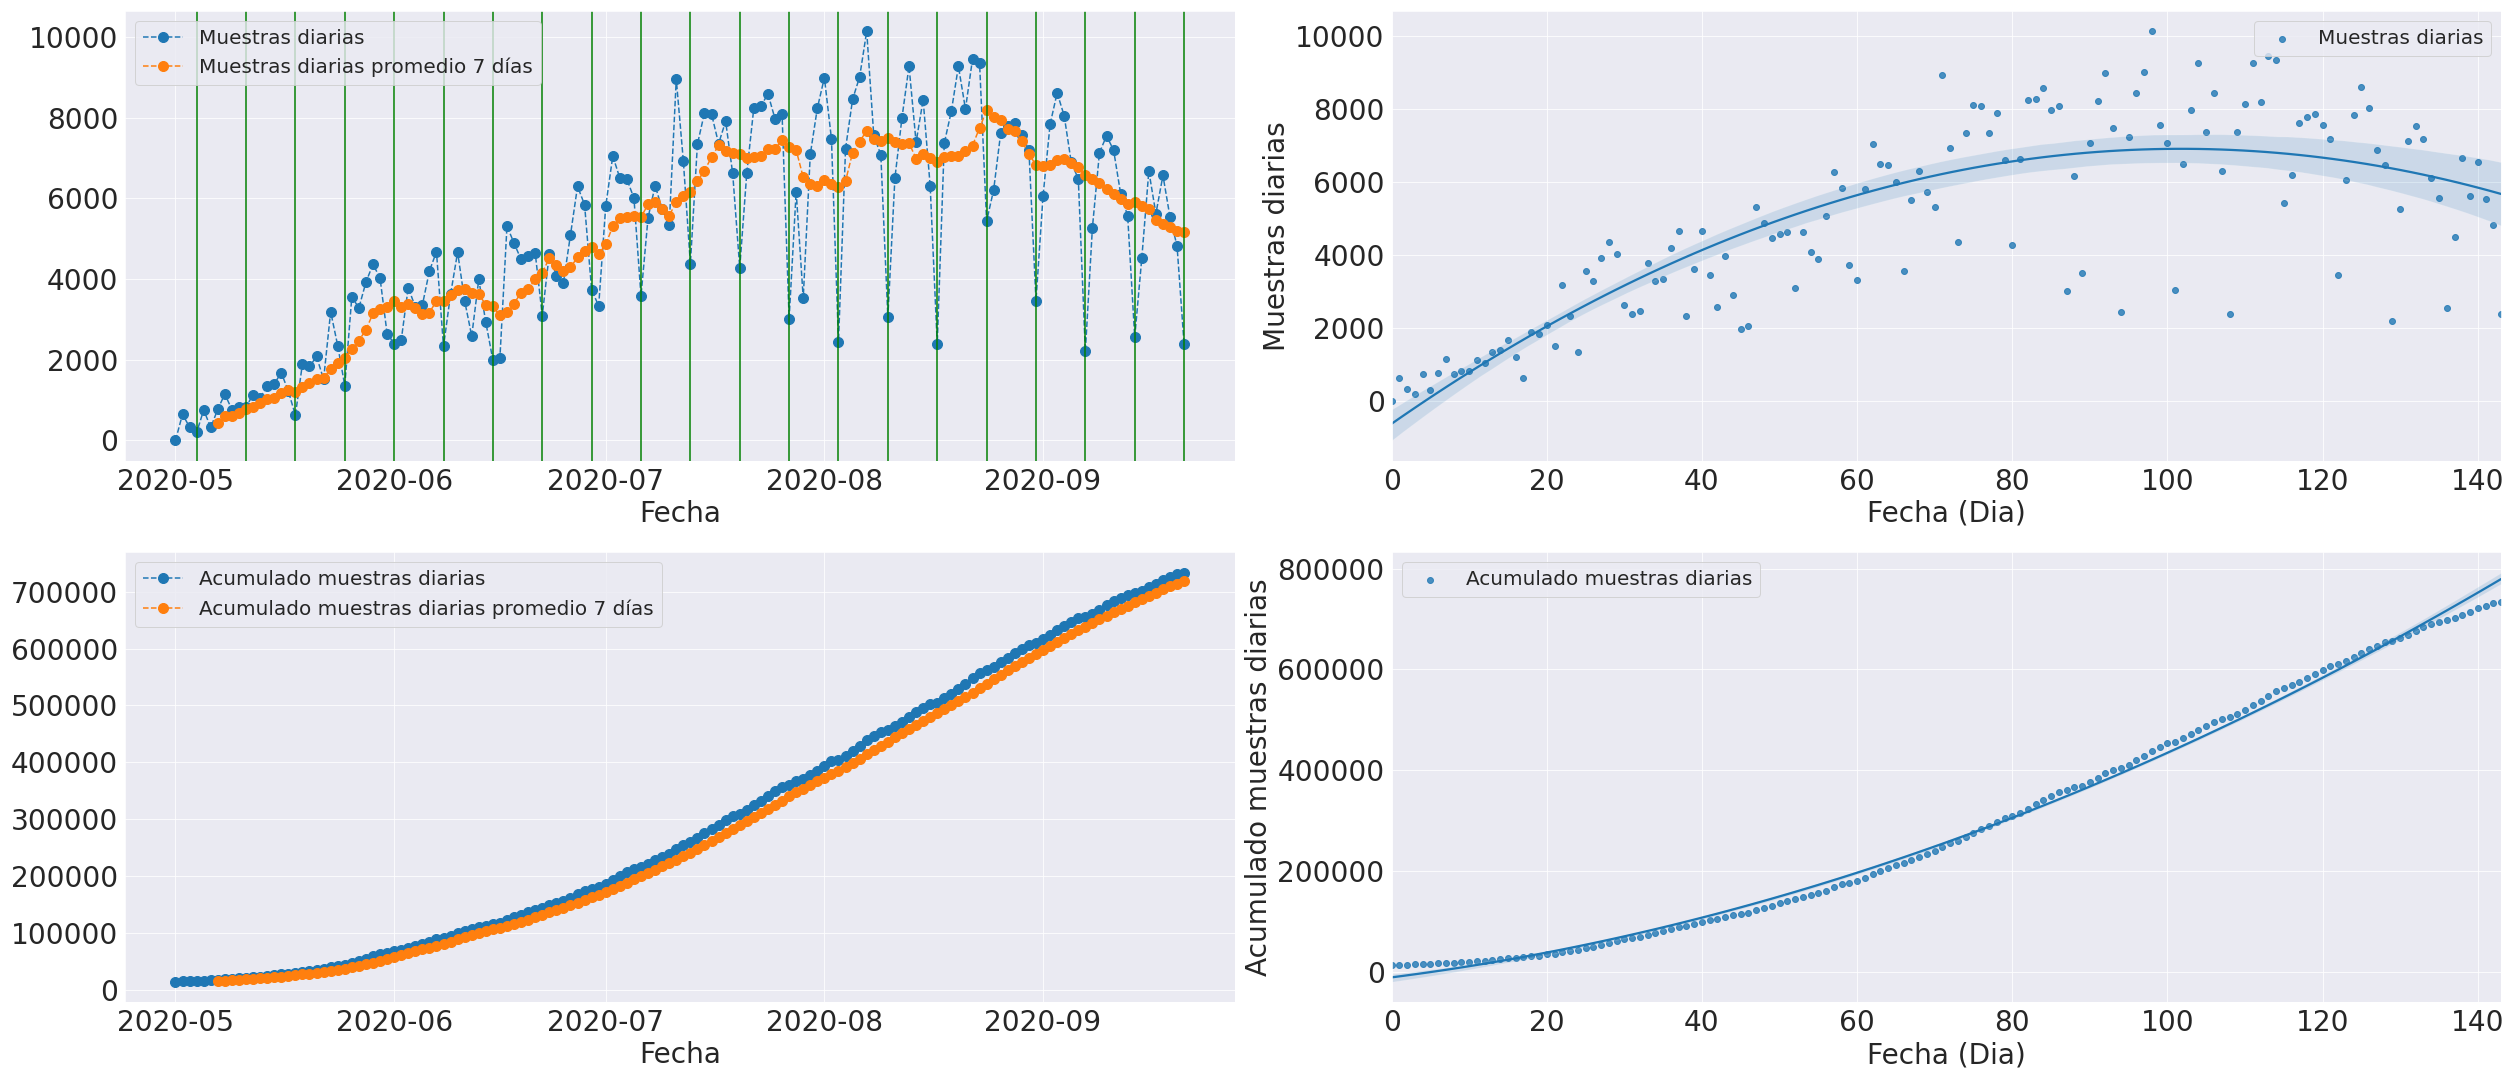 Muestras diarias
Muestras diarias promedio 7 días
10000
8000
6000
4000
2000
0
2020-05 2020-06 2020-07 2020-08 2020-09
Fecha
Muestras diarias
Muestras diarias
10000
8000
6000
4000
2000
0
0 20 40 60 80 100 120 140
Fecha (Dia)
Acumulado muestras diarias
Acumulado muestras diarias promedio 7 días
700000
600000
500000
400000
300000
200000
100000
0
2020-05 2020-06 2020-07 2020-08 2020-09
Fecha
Acumulado muestras diarias
Acumulado muestras diarias
800000
600000
400000
200000
0
0 20 40 60 80 100 120 140
Fecha (Dia)